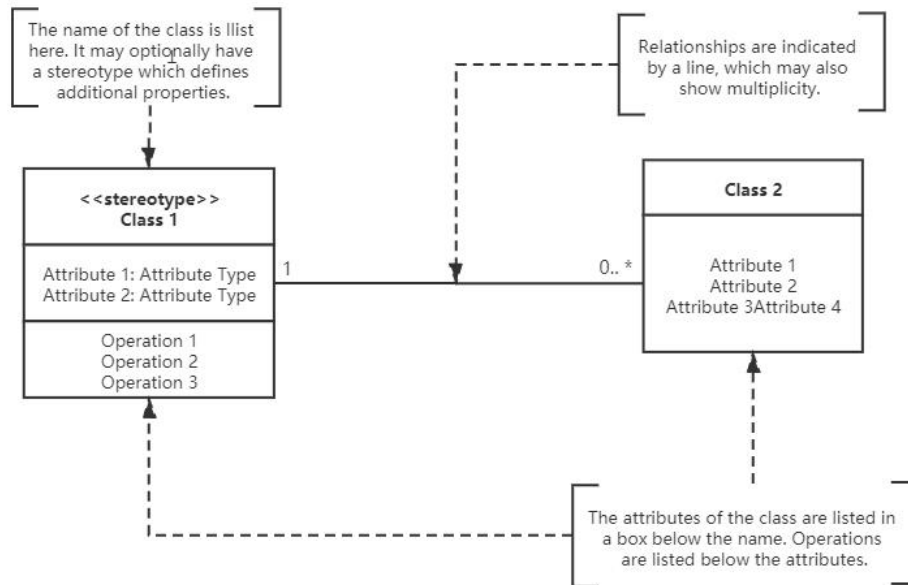 The name of the class is llist
here. It may optionally have
a stereotype which defines
additional properties.
Relationships are indicated
by a line, which may also
show multiplicity.
<<stereotype>>
Class 1
Attribute 1: Attribute Type
Attribute 2: Attribute Type
Operation 1
Operation 2
Operation 3
1
0.. *
Class 2
Attribute 1
Attribute 2
Attribute 3Attribute 4
The attributes of the class are listed in
a box below the name. Operations
are listed below the attributes.